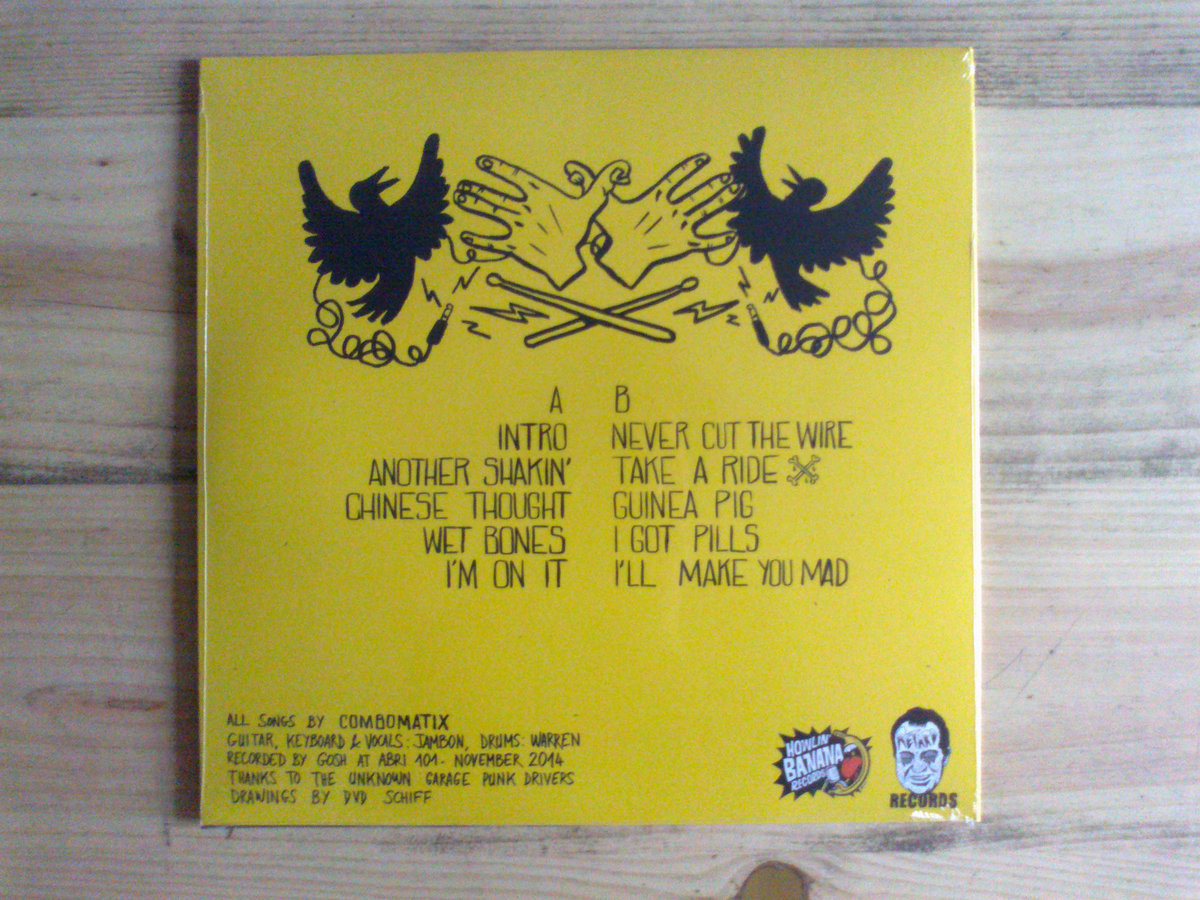 A
INTRO
ANOTHER SHAKIN'
CHINESE THOUGHT
WET BONES
I'M ON IT
B
NEVER CUT THE WIRE
TAKE A RIDE
GUINEA PIG
I GOT PILLS
I'LL MAKE YOU MAD
ALL SONGS BY COMBOMATIX
GUITAR, KEYBOARD & VOCALS: JAMBON, DRUMS: WARREN
RECORDED BY GOSH AT ABRI 101 - NOVEMBER 2014
THANKS TO THE UNKNOWN GARAGE PUNK DRIVERS
DRAWINGS BY DVD SCHIFF
HOWLIN'
BANANA
RECORDS
RECORDS